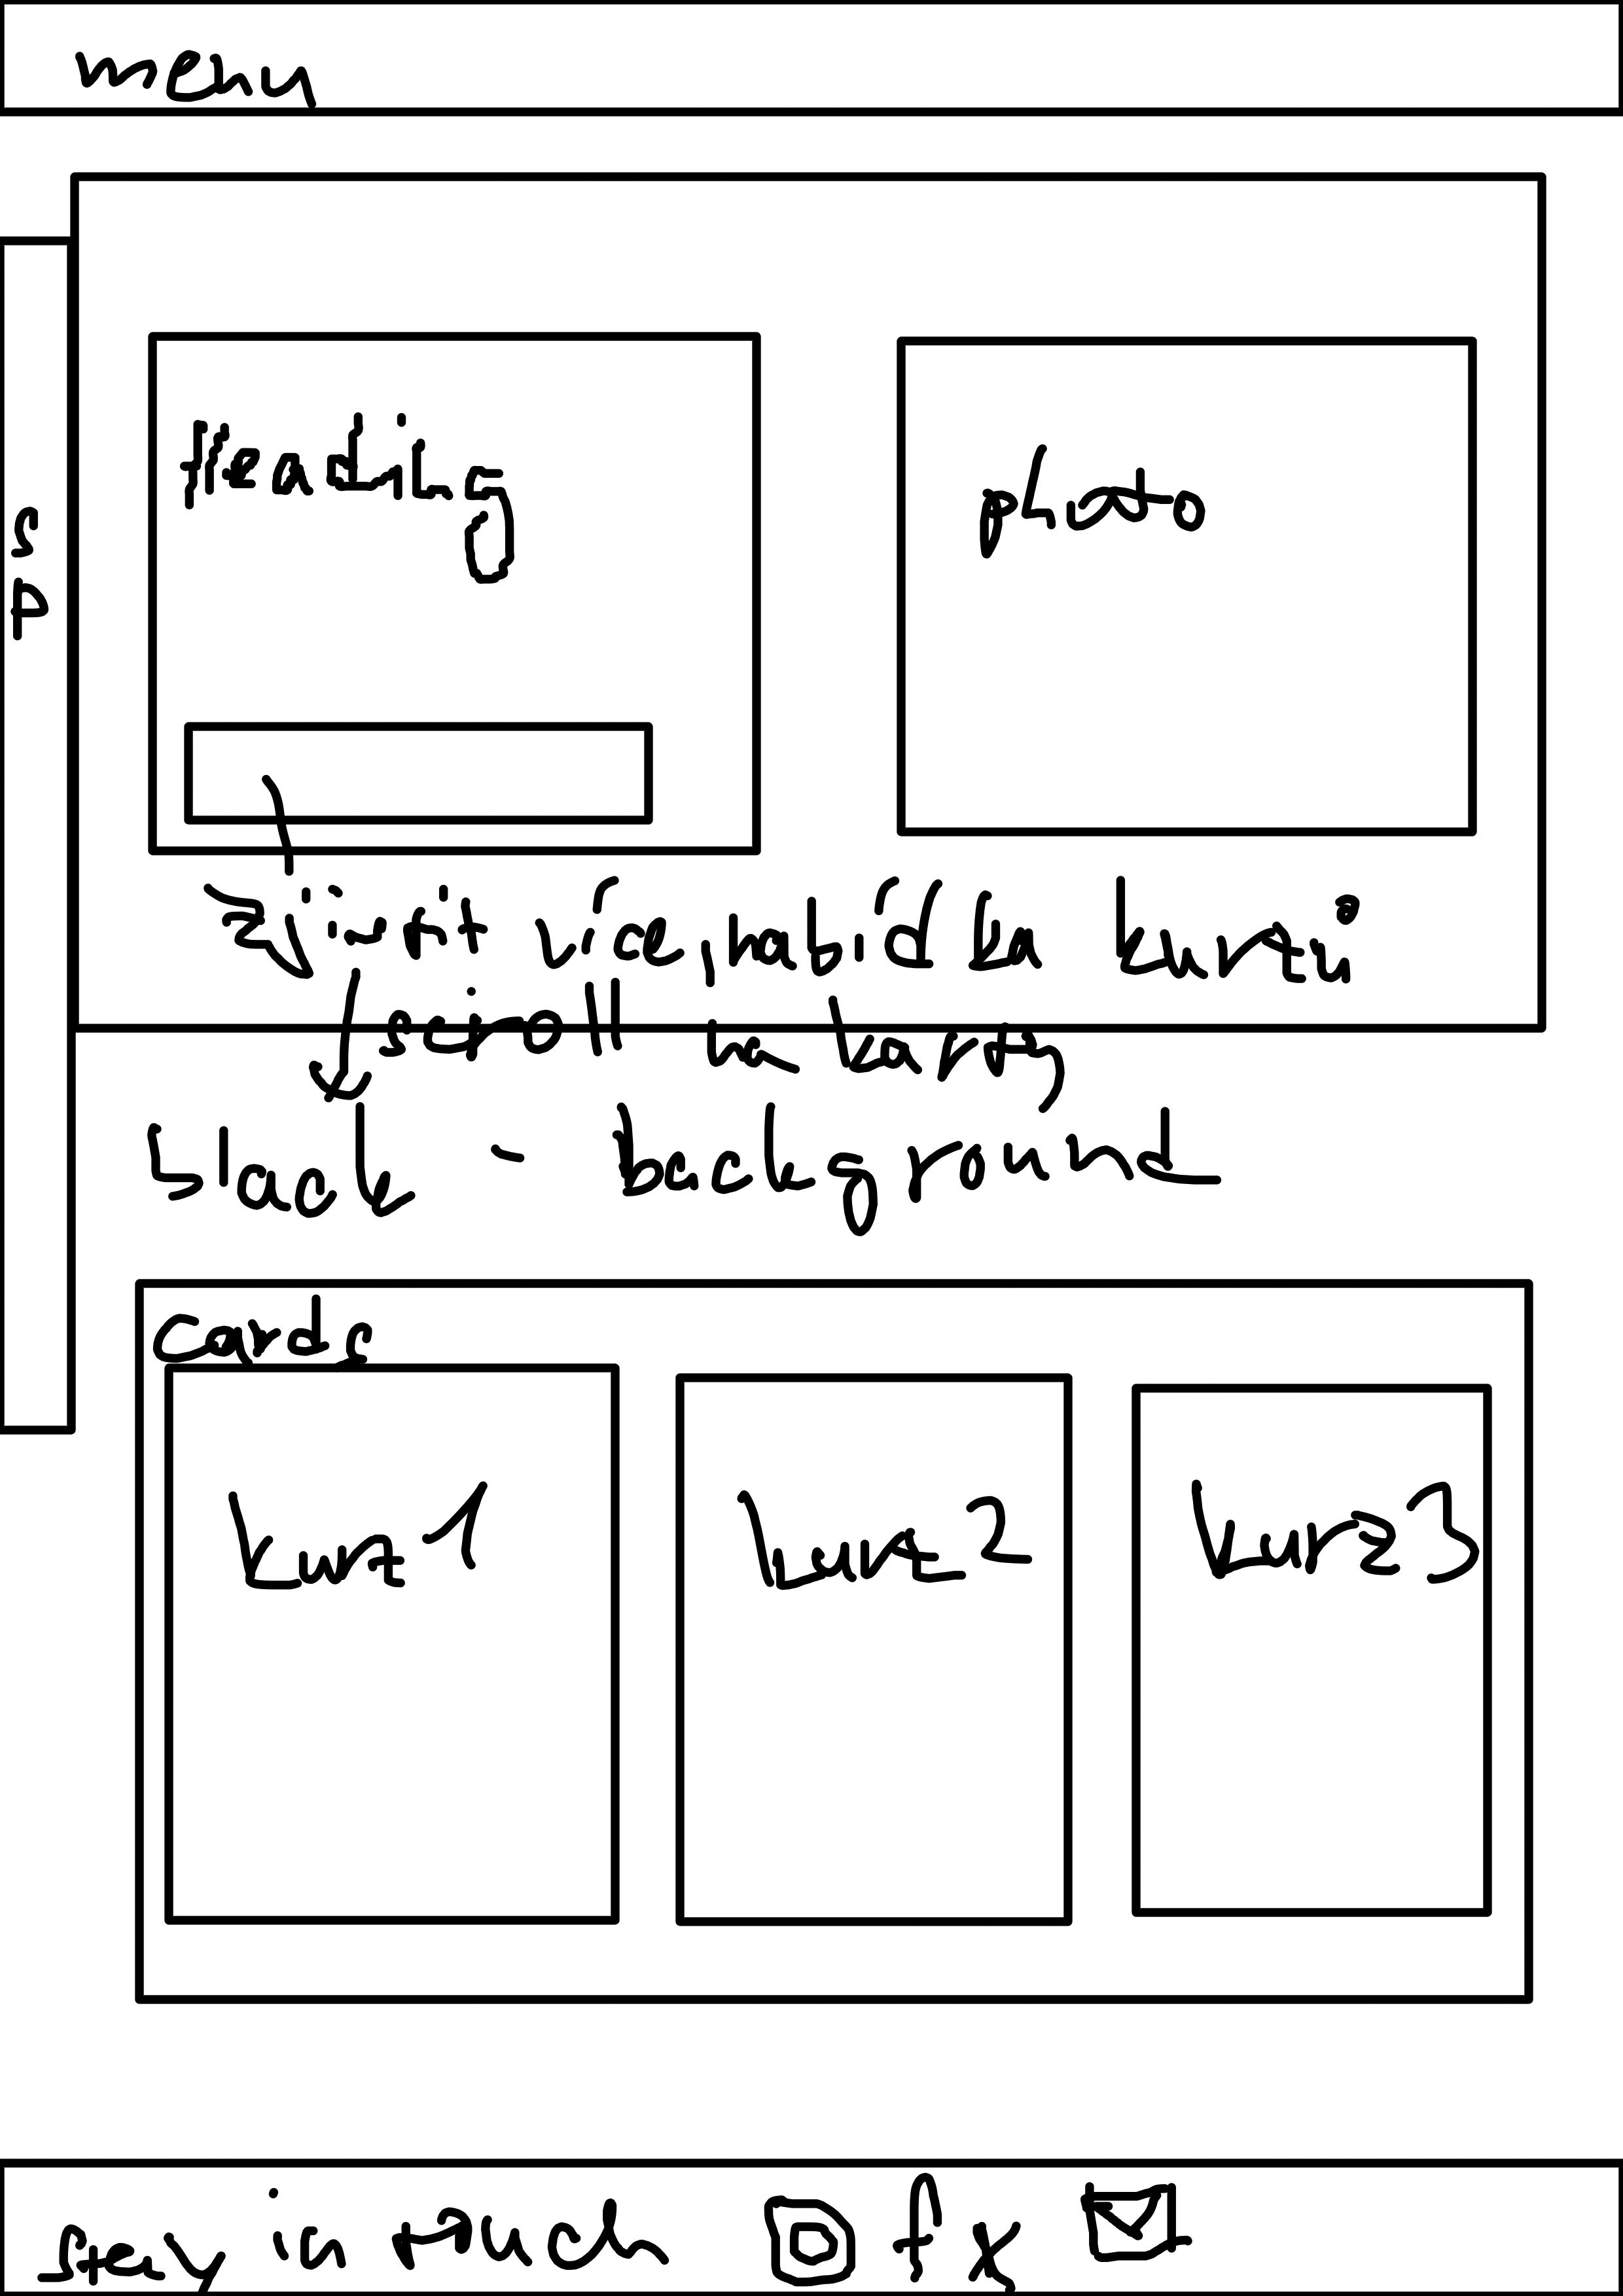 menu
s
p
Heading
photo
zjistit více, nabídka kurzů
scroll na karty
black - background
cards
kurz 1
kurz 2
kurz 3
stay in touch f x